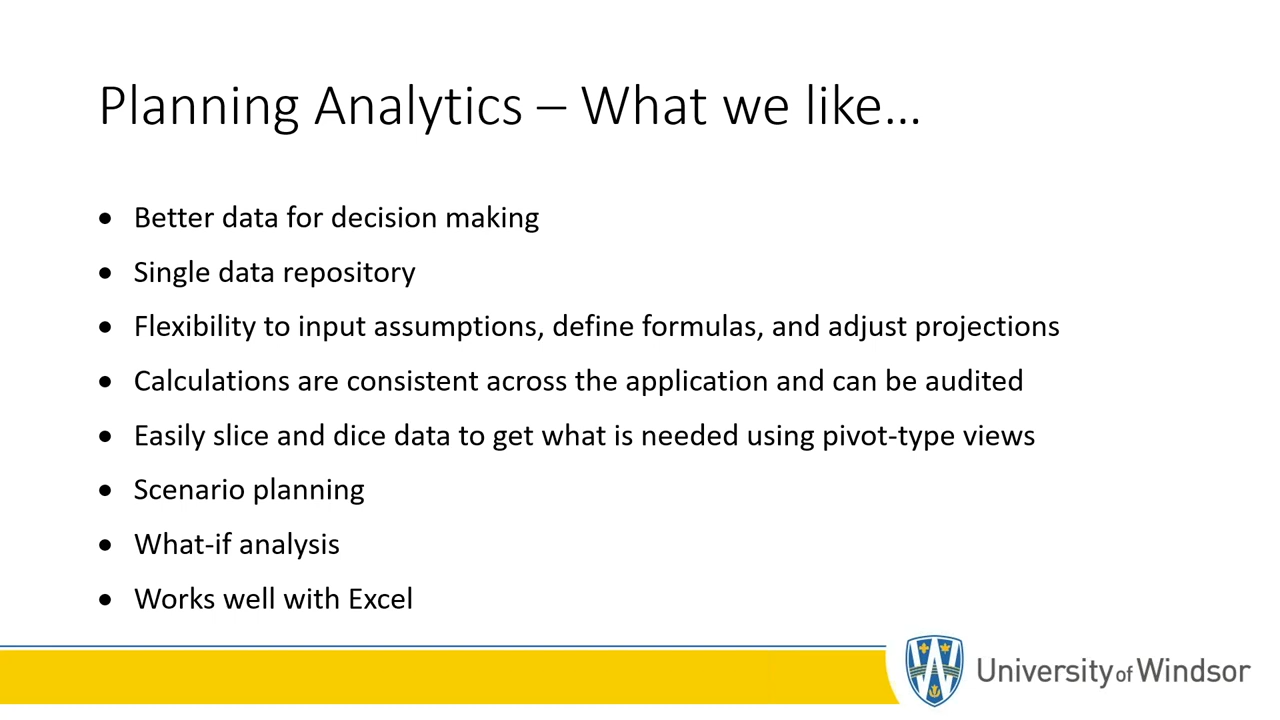 Planning Analytics – What we like...
• Better data for decision making
• Single data repository
• Flexibility to input assumptions, define formulas, and adjust projections
• Calculations are consistent across the application and can be audited
• Easily slice and dice data to get what is needed using pivot-type views
• Scenario planning
• What-if analysis
• Works well with Excel
University of Windsor